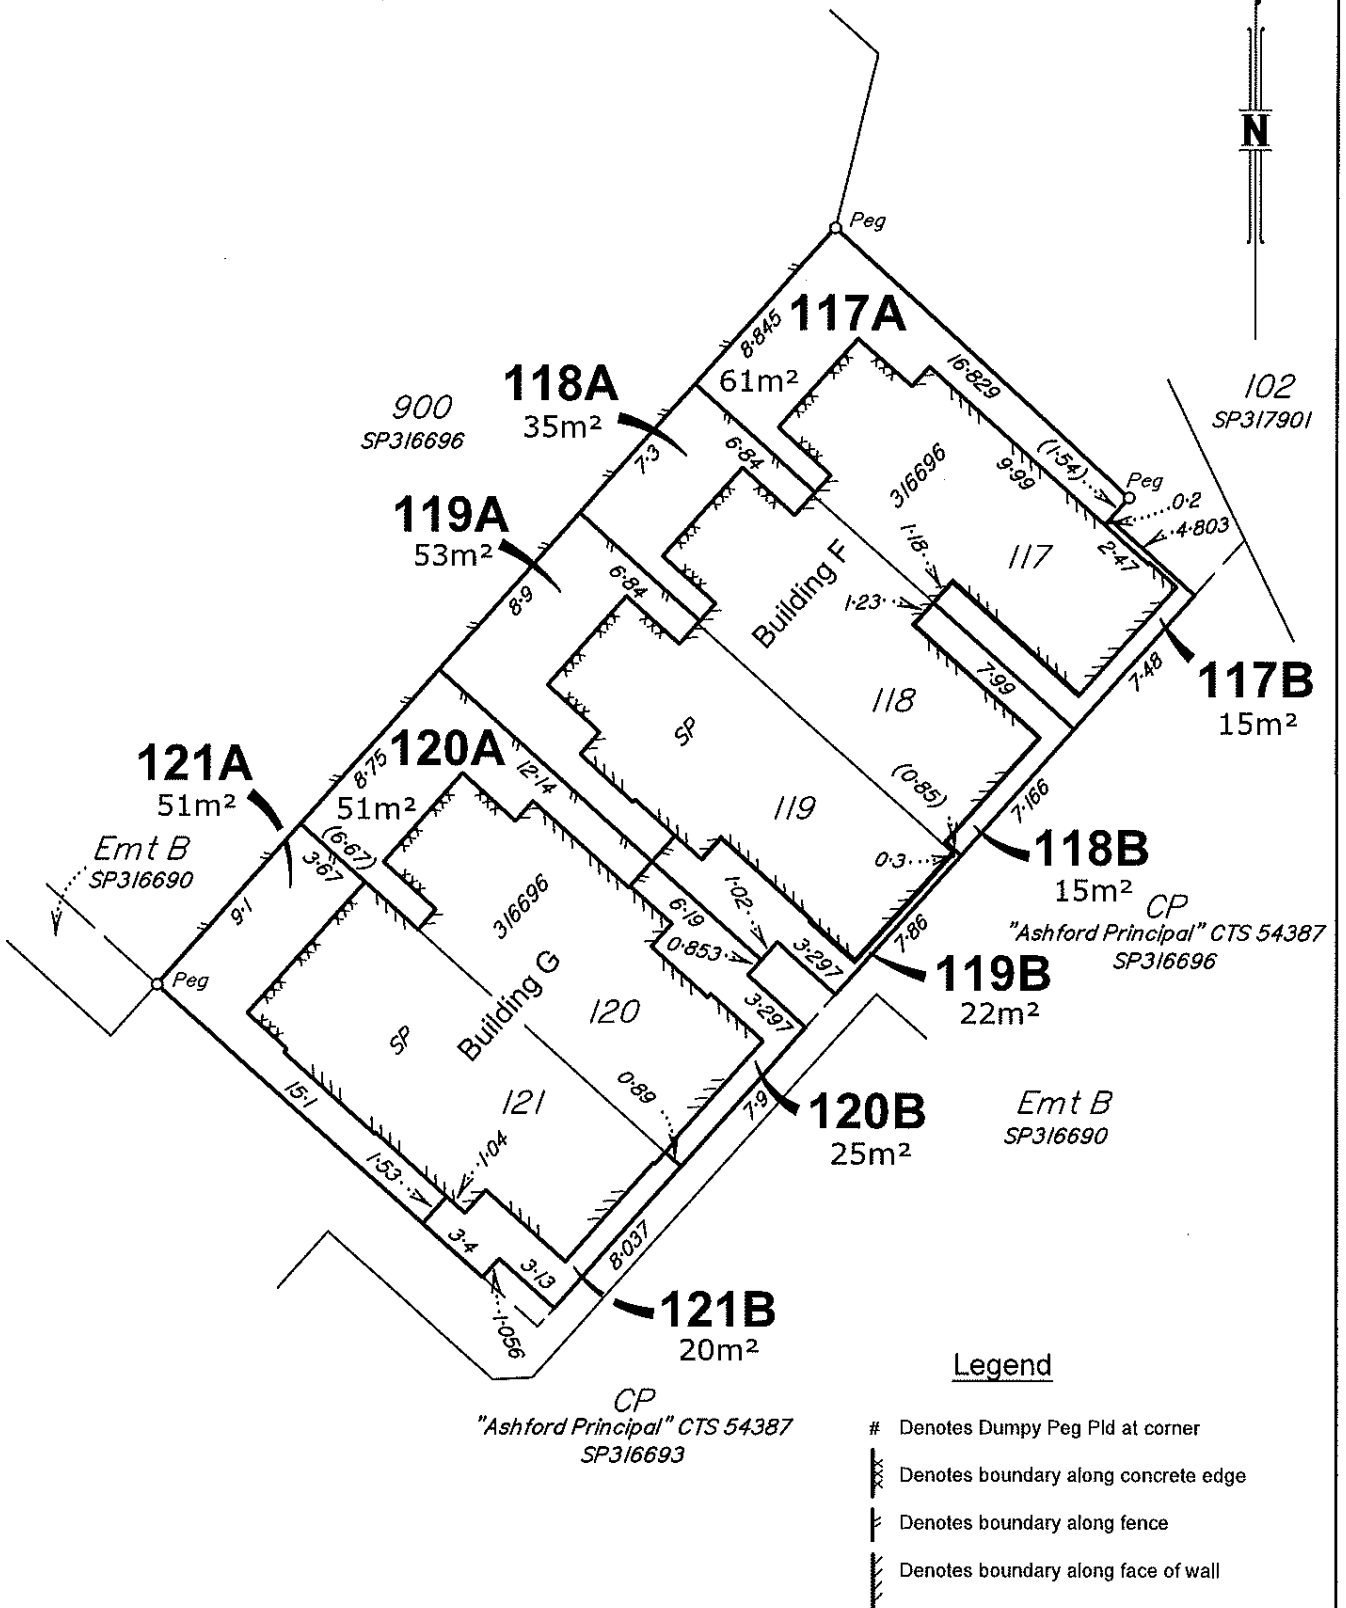 N
Peg
117A
61m²
8·845
16·829
102
SP317901
118A
35m²
900
SP316696
7·3
6·84
316696
9·99
(1·54)
Peg
0·2
4·803
119A
53m²
8·9
6·84
Building F
1·18
117
2·47
1·23
7·99
7·48
117B
15m²
118
SP
121A
51m²
8·75
120A
51m²
12·14
119
(0·85)
7·166
118B
15m²
0·3
Emt B
SP316690
(6·67)
3·67
9·1
316696
6·19
1·02
0·853
3·297
7·86
CP
"Ashford Principal" CTS 54387
SP316696
119B
22m²
Peg
SP
Building G
120
3·297
0·89
7·9
120B
25m²
Emt B
SP316690
15·1
121
1·04
1·53
3·4
3·13
8·037
1·056
121B
20m²
CP
"Ashford Principal" CTS 54387
SP316693
Legend
# Denotes Dumpy Peg Pld at corner
Denotes boundary along concrete edge
Denotes boundary along fence
Denotes boundary along face of wall